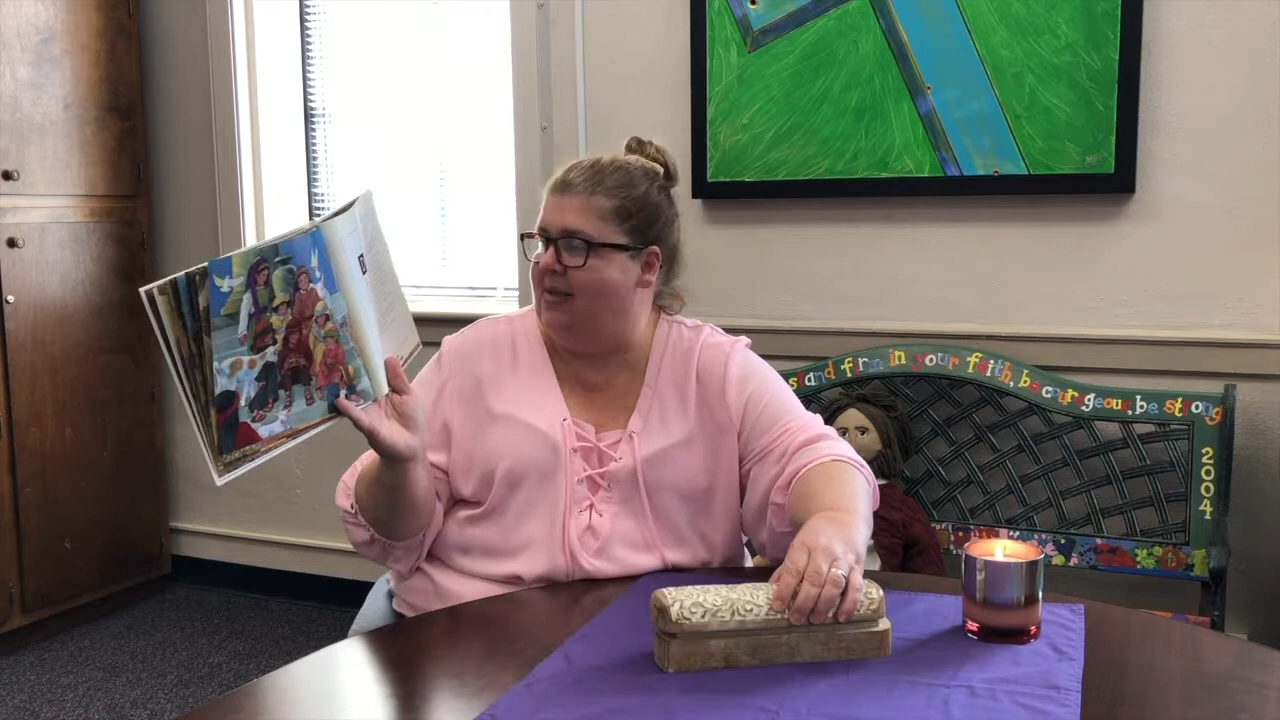 stand firm in your faith, be courageous, be strong
2004